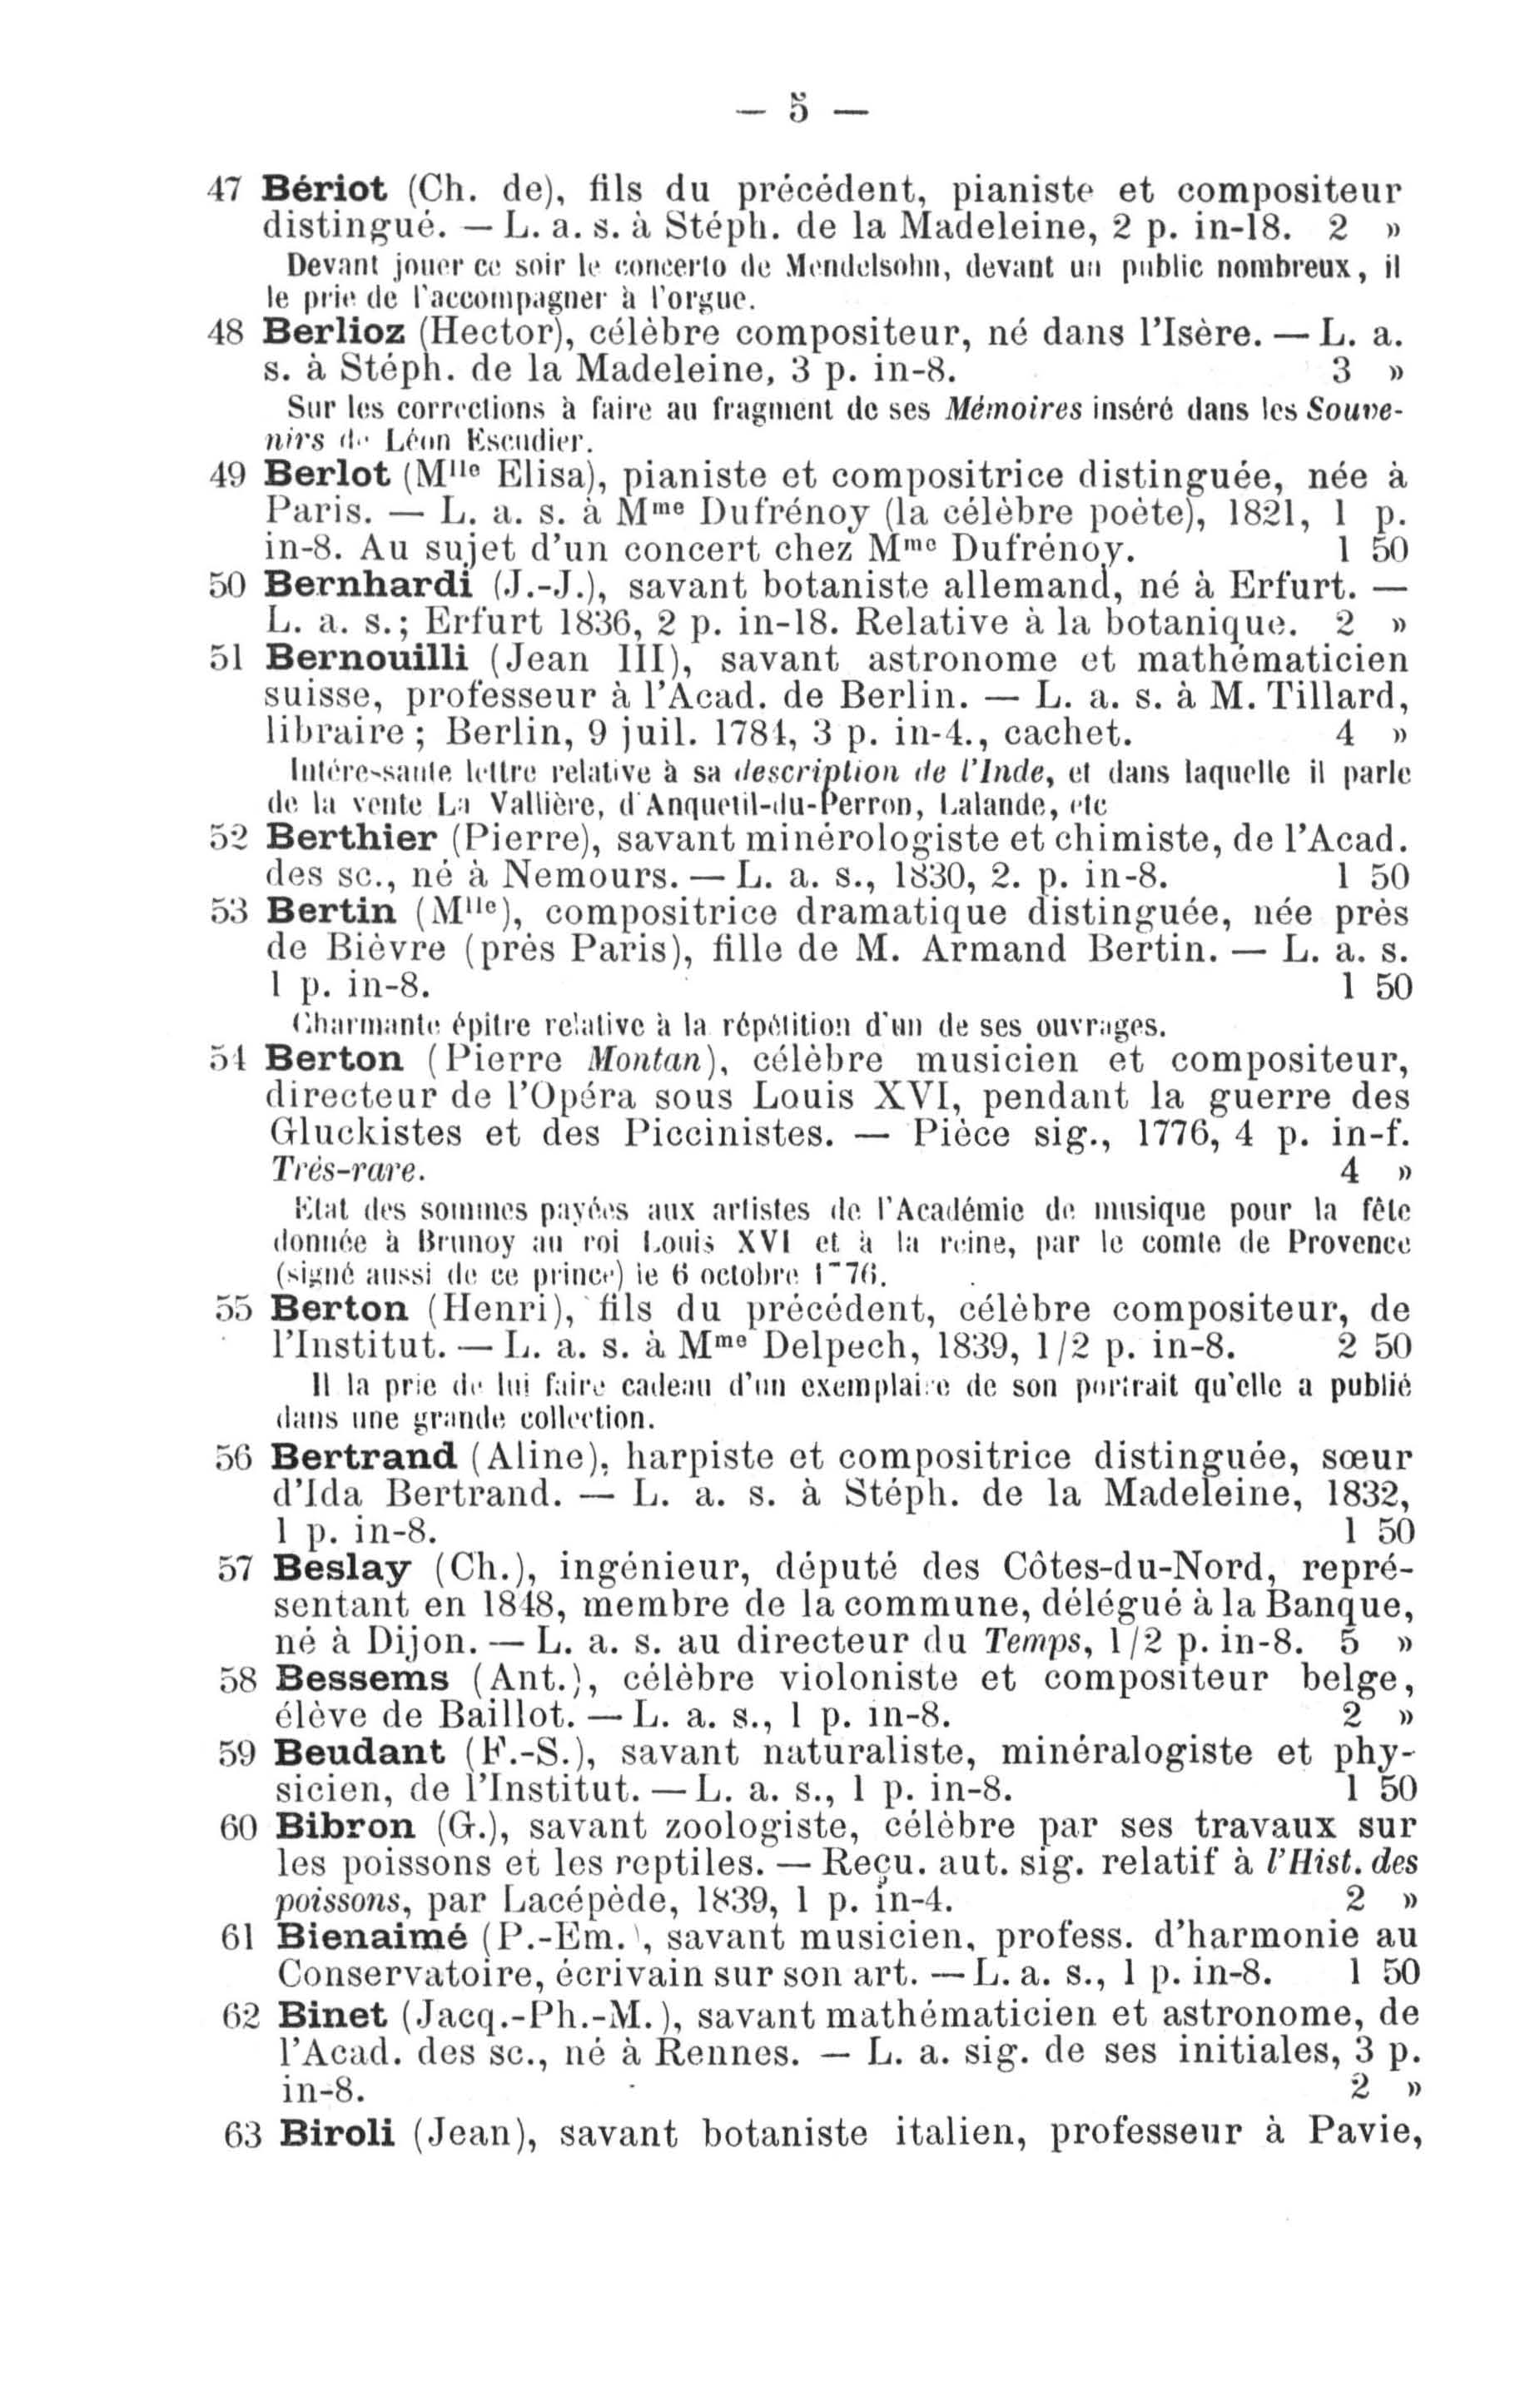 — 5 —
47 Bériot (Ch. de), fils du précédent, pianiste et compositeur
distingué. — L. a. s. à Stéph. de la Madeleine, 2 p. in-18. 2 »
Devant jouer ce soir le concerto de Mendelsohn, devant un public nombreux, il
le prie de l'accompagner à l'orgue.
48 Berlioz (Hector), célèbre compositeur, né dans l'Isère. — L. a.
s. à Stéph. de la Madeleine, 3 p. in-8. 3 »
Sur les corrections à faire au fragment de ses Mémoires inséré dans les Souve-
nirs de Léon Escudier.
49 Berlot (Mlle Elisa), pianiste et compositrice distinguée, née à
Paris. — L. a. s. à Mme Dufrénoy (la célèbre poète), 1821, 1 p.
in-8. Au sujet d'un concert chez Mme Dufrénoy. 1 50
50 Bernhardi (J.-J.), savant botaniste allemand, né à Erfurt. —
L. a. s.; Erfurt 1836, 2 p. in-18. Relative à la botanique. 2 »
51 Bernouilli (Jean III), savant astronome et mathématicien
suisse, professeur à l'Acad. de Berlin. — L. a. s. à M. Tillard,
libraire ; Berlin, 9 juil. 1784, 3 p. in-4., cachet. 4 »
Intéressante lettre relative à sa description de l'Inde, et dans laquelle il parle
de la vente La Vallière, d'Anquetil-du-Perron, Lalande, etc
52 Berthier (Pierre), savant minérologiste et chimiste, de l'Acad.
des sc., né à Nemours. — L. a. s., 1830, 2. p. in-8. 1 50
53 Bertin (Mlle), compositrice dramatique distinguée, née près
de Bièvre (près Paris), fille de M. Armand Bertin. — L. a. s.
1 p. in-8. 1 50
Charmante épitre relative à la répétition d'un de ses ouvrages.
54 Berton (Pierre Montan), célèbre musicien et compositeur,
directeur de l'Opéra sous Louis XVI, pendant la guerre des
Gluckistes et des Piccinistes. — Pièce sig., 1776, 4 p. in-f.
Très-rare. 4 »
Etat des sommes payées aux artistes de l'Académie de musique pour la fête
donnée à Brunoy au roi Louis XVI et à la reine, par le comte de Provence
(signé aussi de ce prince) le 6 octobre 1776.
55 Berton (Henri), fils du précédent, célèbre compositeur, de
l'Institut. — L. a. s. à Mme Delpech, 1839, 1/2 p. in-8. 2 50
Il la prie de lui faire cadeau d'un exemplaire de son portrait qu'elle a publié
dans une grande collection.
56 Bertrand (Aline), harpiste et compositrice distinguée, sœur
d'Ida Bertrand. — L. a. s. à Stéph. de la Madeleine, 1832,
1 p. in-8. 1 50
57 Beslay (Ch.), ingénieur, député des Côtes-du-Nord, repré-
sentant en 1848, membre de la commune, délégué à la Banque,
né à Dijon. — L. a. s. au directeur du Temps, 1/2 p. in-8. 5 »
58 Bessems (Ant.), célèbre violoniste et compositeur belge,
élève de Baillot. — L. a. s., 1 p. in-8. 2 »
59 Beudant (F.-S.), savant naturaliste, minéralogiste et phy-
sicien, de l'Institut. — L. a. s., 1 p. in-8. 1 50
60 Bibron (G.), savant zoologiste, célèbre par ses travaux sur
les poissons et les reptiles. — Reçu. aut. sig. relatif à l'Hist. des
poissons, par Lacépède, 1839, 1 p. in-4. 2 »
61 Bienaimé (P.-Em.), savant musicien, profess. d'harmonie au
Conservatoire, écrivain sur son art. — L. a. s., 1 p. in-8. 1 50
62 Binet (Jacq.-Ph.-M.), savant mathématicien et astronome, de
l'Acad. des sc., né à Rennes. — L. a. sig. de ses initiales, 3 p.
in-8. 2 »
63 Biroli (Jean), savant botaniste italien, professeur à Pavie,